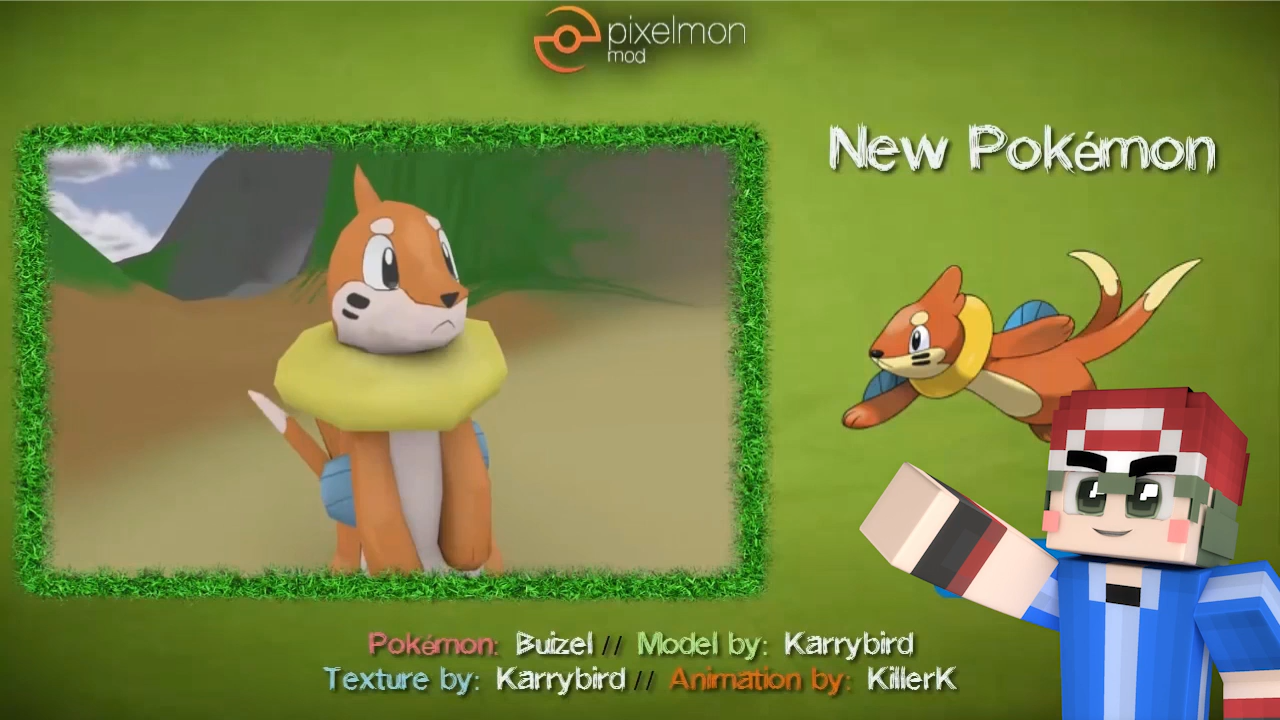 pixelmon
mod
New Pokémon
Pokémon: Buizel // Model by: Karrybird
Texture by: Karrybird // Animation by: KillerK